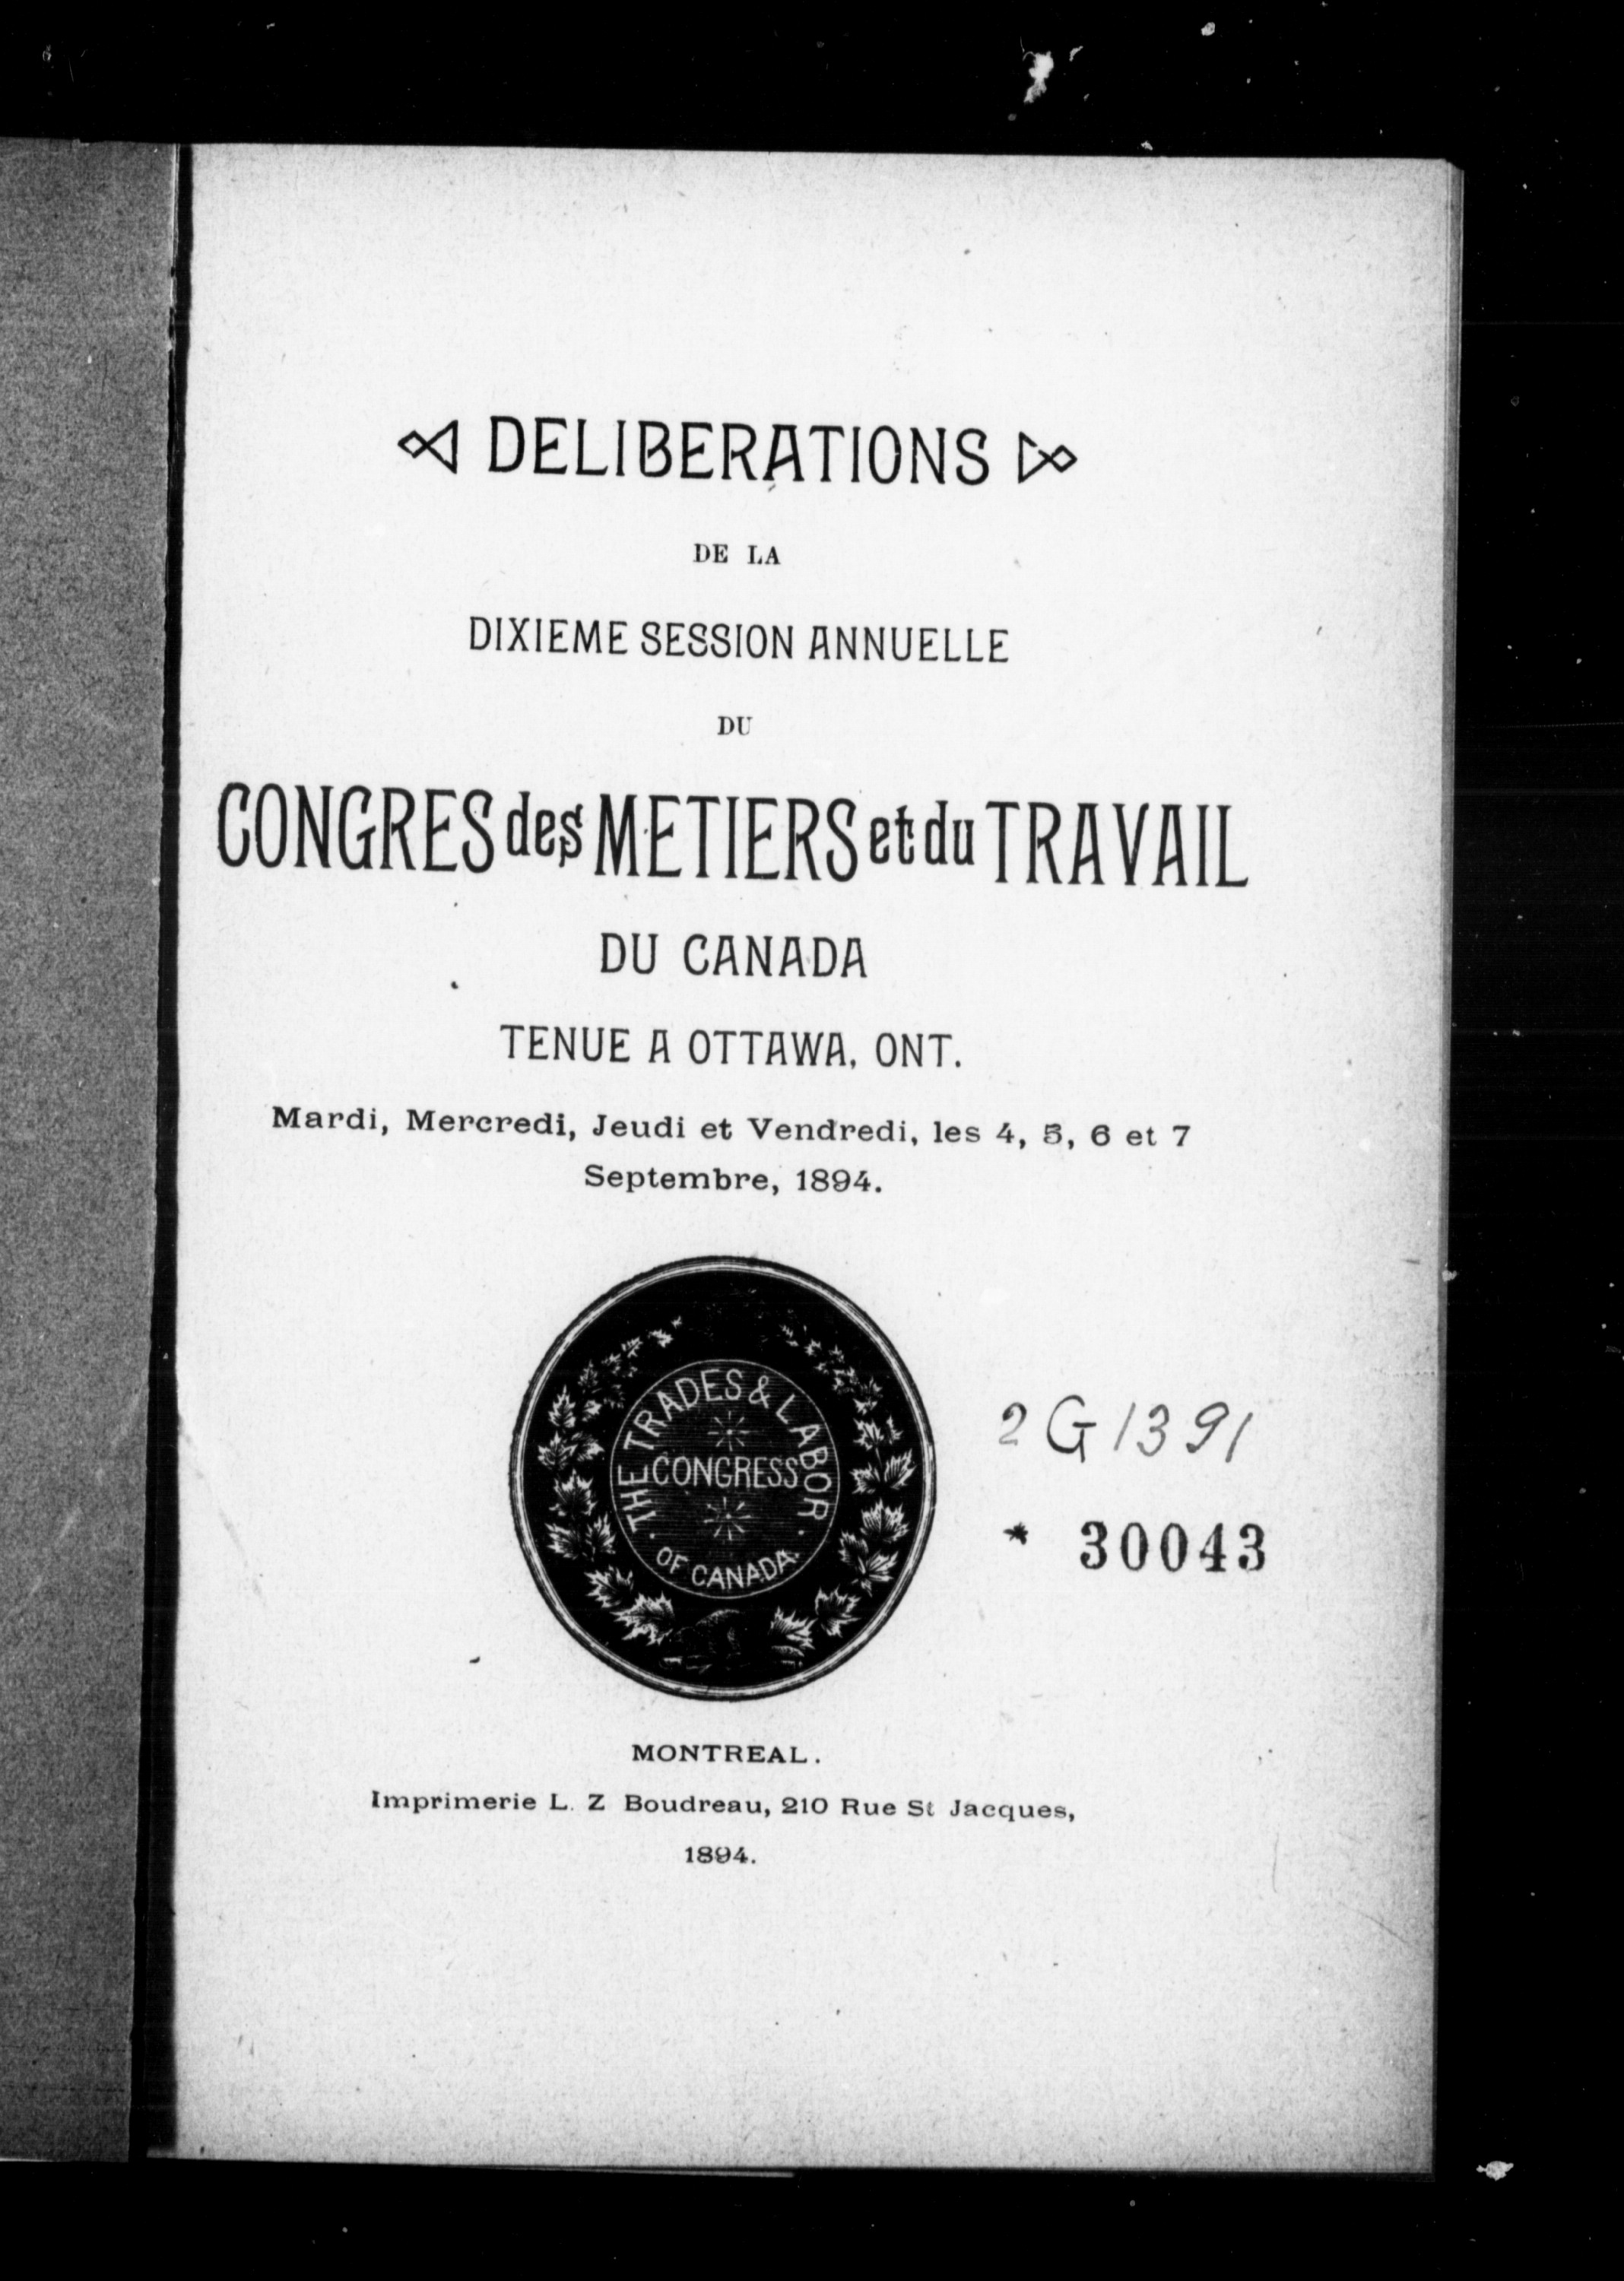 DELIBERATIONS
DE LA
DIXIEME SESSION ANNUELLE
DU
CONGRES des METIERS et du TRAVAIL
DU CANADA
TENUE A OTTAWA, ONT.
Mardi, Mercredi, Jeudi et Vendredi, les 4, 5, 6 et 7
Septembre, 1894.
THE TRADES & LABOR
CONGRESS
OF CANADA.
2G1391
* 30043
MONTREAL.
Imprimerie L. Z Boudreau, 210 Rue St Jacques,
1894.